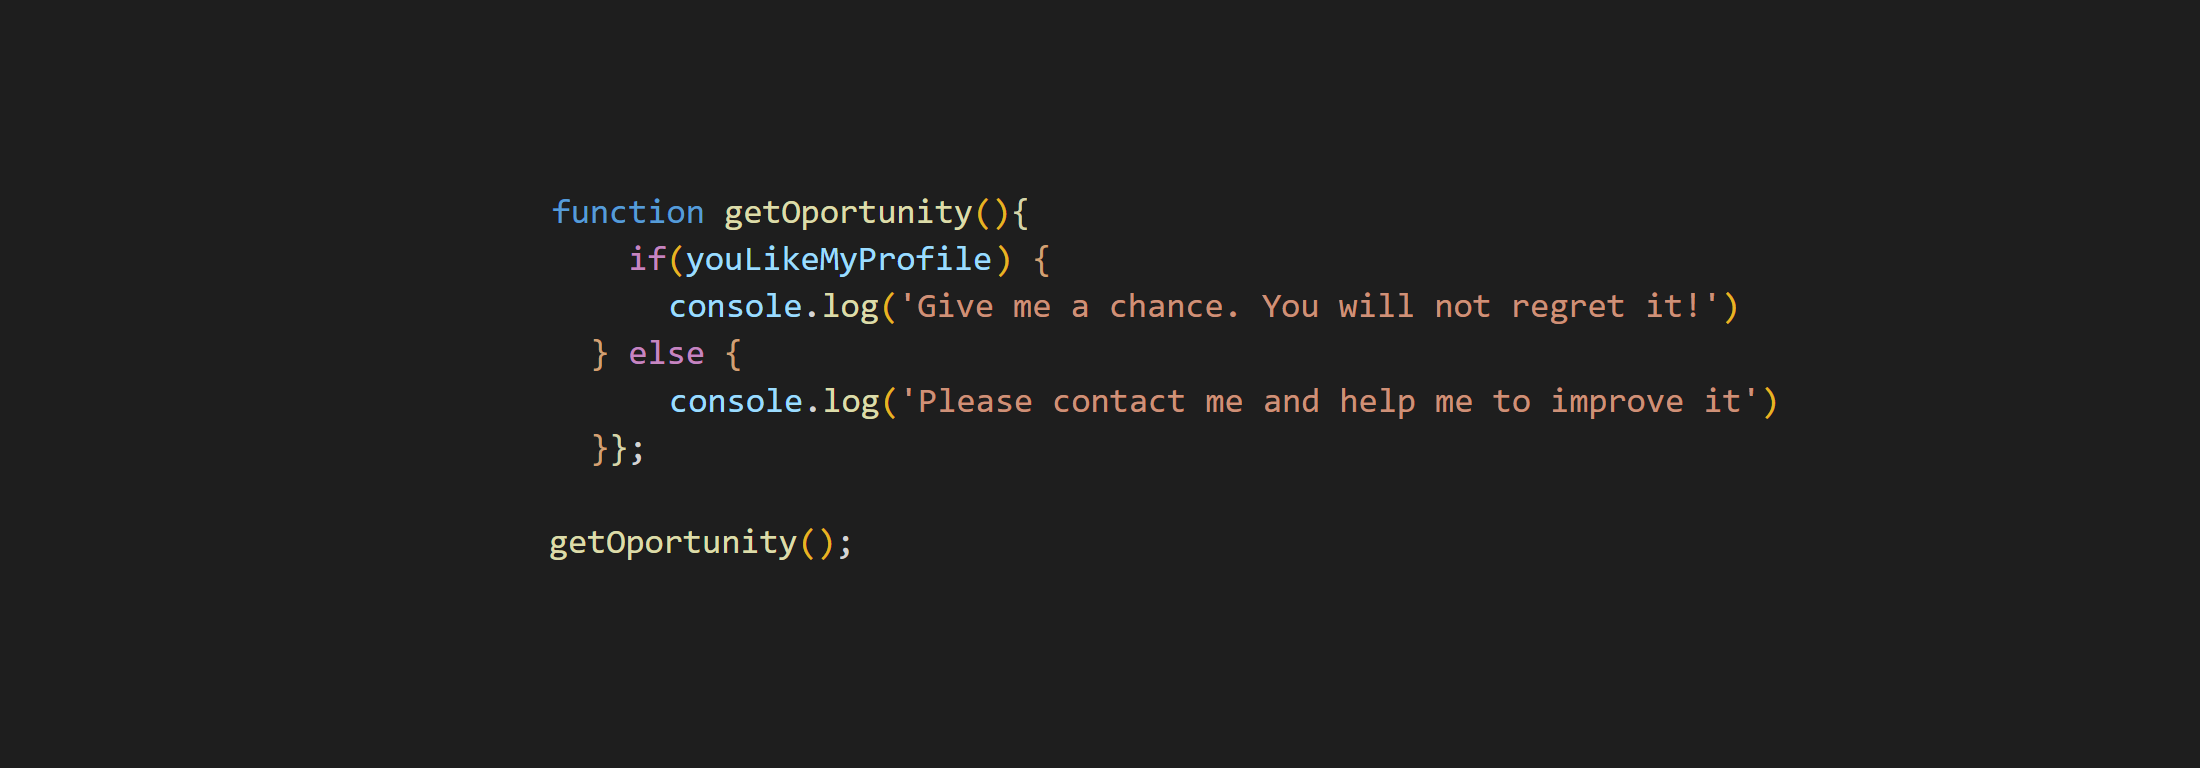 function getOportunity(){
    if(youLikeMyProfile) {
      console.log('Give me a chance. You will not regret it!')
  } else {
      console.log('Please contact me and help me to improve it')
  }};

getOportunity();